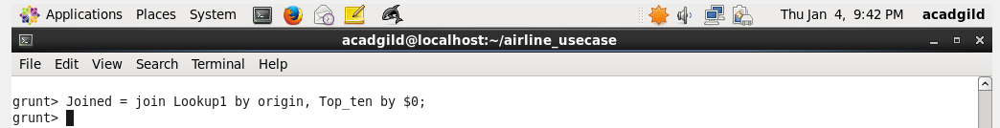 Applications Places System Thu Jan 4, 9:42 PM acadgild
acadgild@localhost:~/airline_usecase
File Edit View Search Terminal Help
grunt> Joined = join Lookup1 by origin, Top_ten by $0;
grunt>